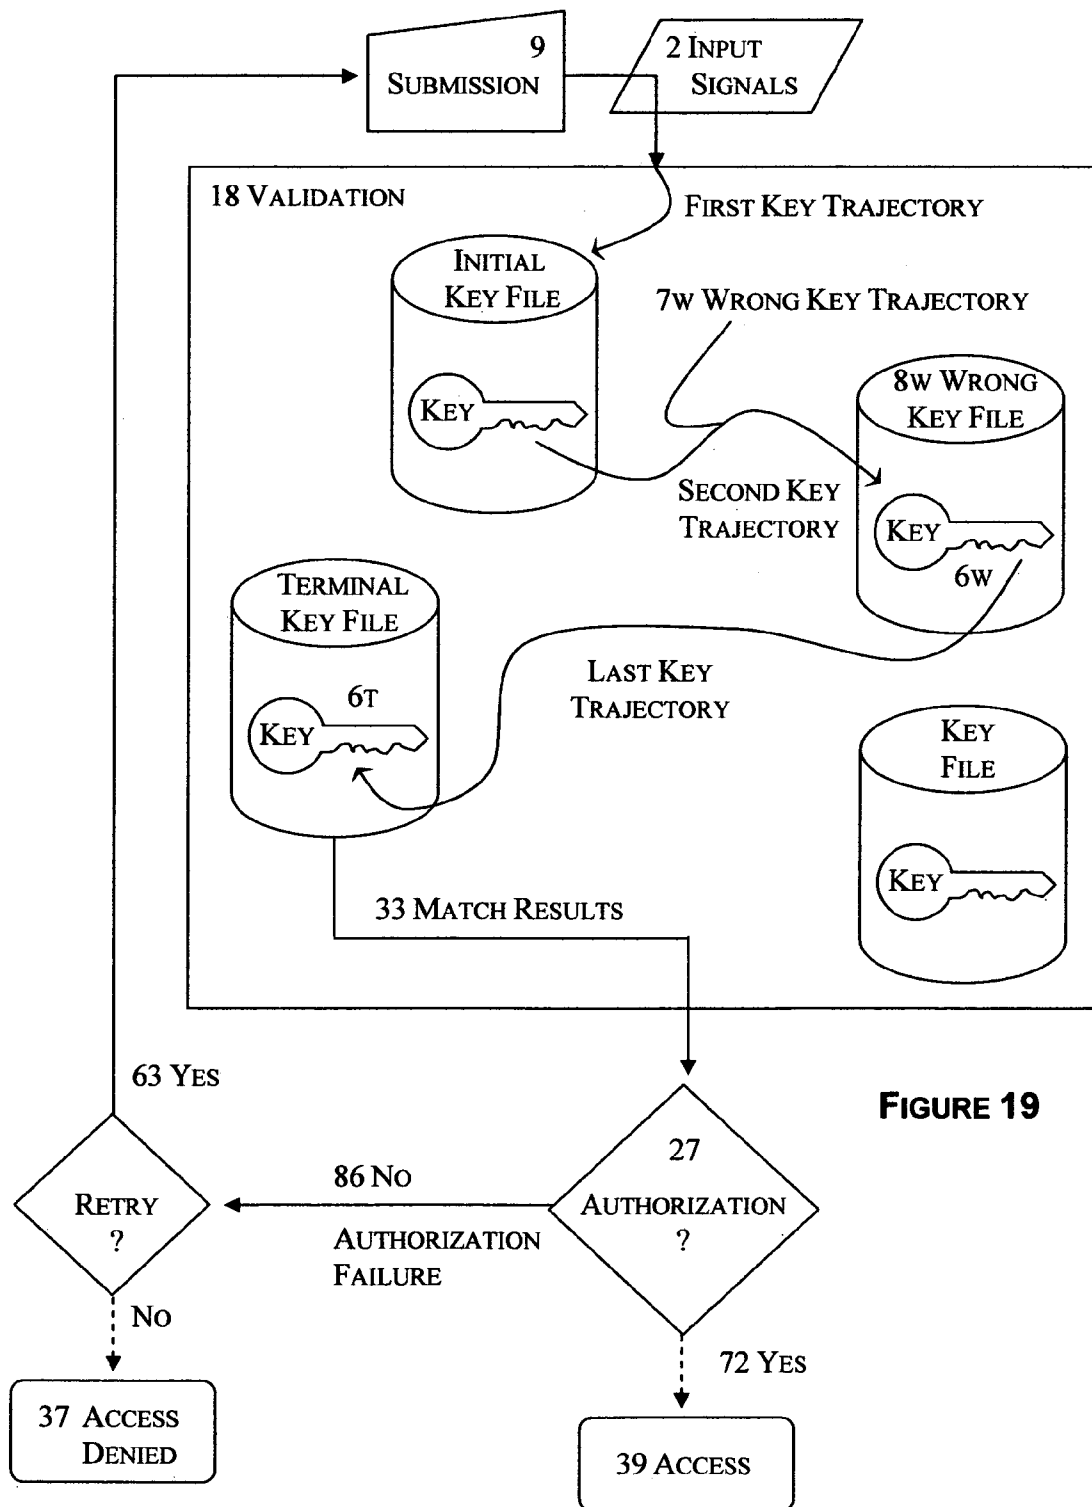 9
SUBMISSION
2 INPUT
SIGNALS
18 VALIDATION
FIRST KEY TRAJECTORY
INITIAL
KEY FILE
KEY
7W WRONG KEY TRAJECTORY
8W WRONG
KEY FILE
SECOND KEY
TRAJECTORY
KEY
6W
TERMINAL
KEY FILE
6T
KEY
LAST KEY
TRAJECTORY
KEY
FILE
KEY
33 MATCH RESULTS
63 YES
FIGURE 19
27
AUTHORIZATION
?
86 NO
AUTHORIZATION
FAILURE
RETRY
?
NO
72 YES
37 ACCESS
DENIED
39 ACCESS